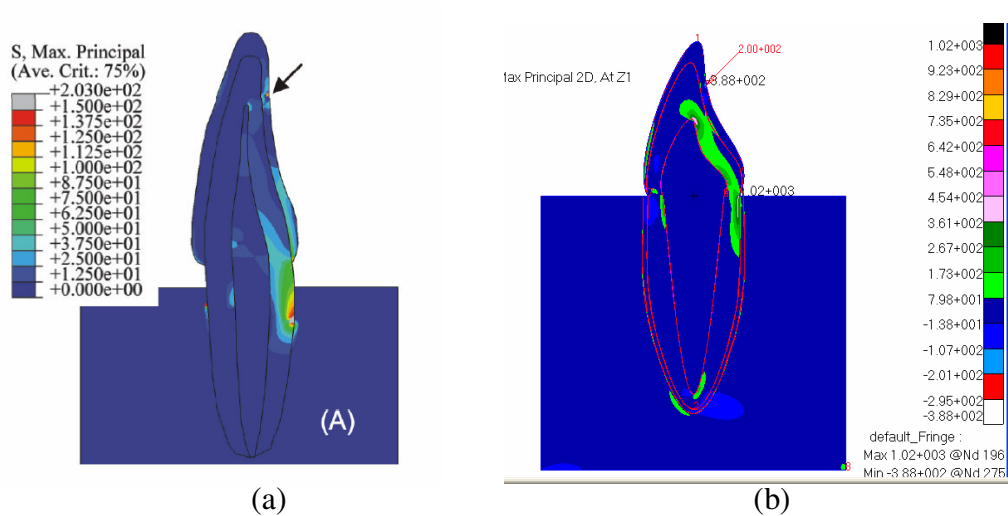 S, Max. Principal
(Ave. Crit.: 75%)
+2.030e+02
+1.500e+02
+1.375e+02
+1.250e+02
+1.125e+02
+1.000e+02
+8.750e+01
+7.500e+01
+6.250e+01
+5.000e+01
+3.750e+01
+2.500e+01
+1.250e+01
+0.000e+00
(A)
(a)
ax Principal 2D, At Z1
1
2.00+002
-3.88+002
.02+003
3
1.02+003
9.23+002
8.29+002
7.35+002
6.42+002
5.48+002
4.54+002
3.61+002
2.67+002
1.73+002
7.98+001
-1.38+001
-1.07+002
-2.01+002
-2.95+002
-3.88+002
default_Fringe :
Max 1.02+003 @Nd 196
Min -3.88+002 @Nd 275
(b)